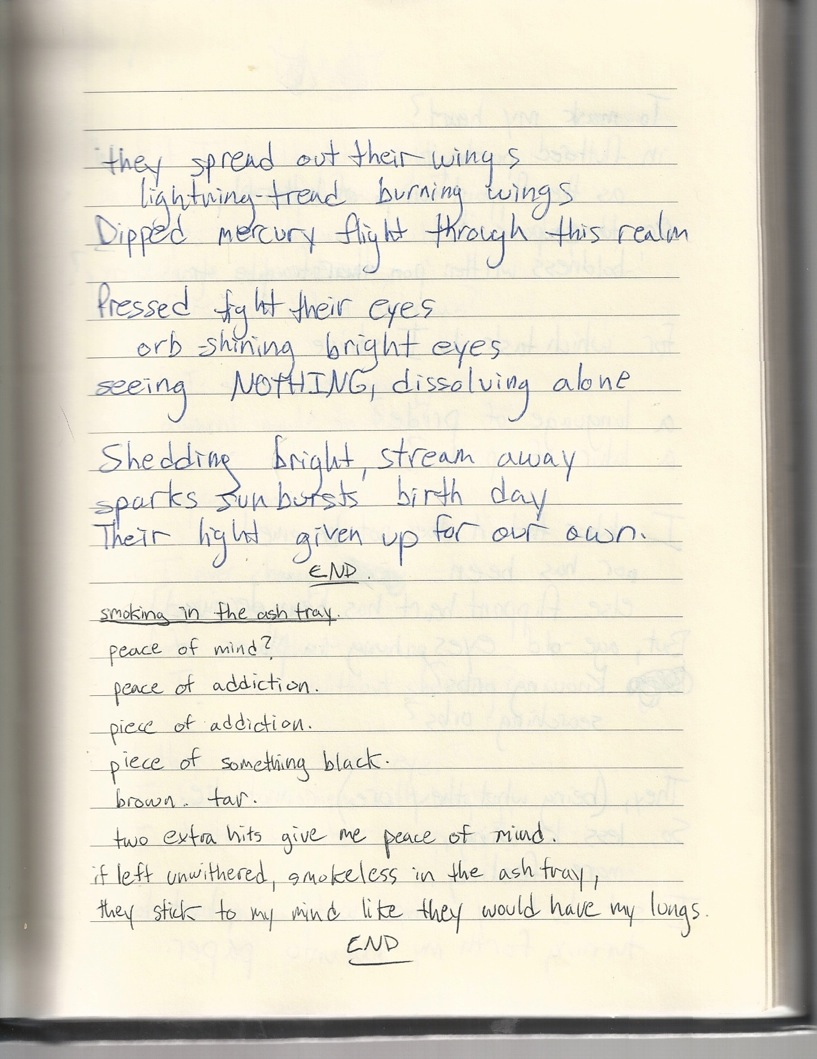 they spread out their wings
lightning-tread burning wings
Dipped mercury flight through this realm
Pressed tight their eyes
orb-shining bright eyes
seeing NOTHING, dissolving alone
Shedding bright, stream away
sparks sunbursts birth day
Their light given up for our own.
END.
smoking in the ash tray.
peace of mind?
peace of addiction.
piece of addiction.
piece of something black.
brown. tar.
two extra hits give me peace of mind.
if left unwithered, smokeless in the ash tray,
they stick to my mind like they would have my lungs.
END